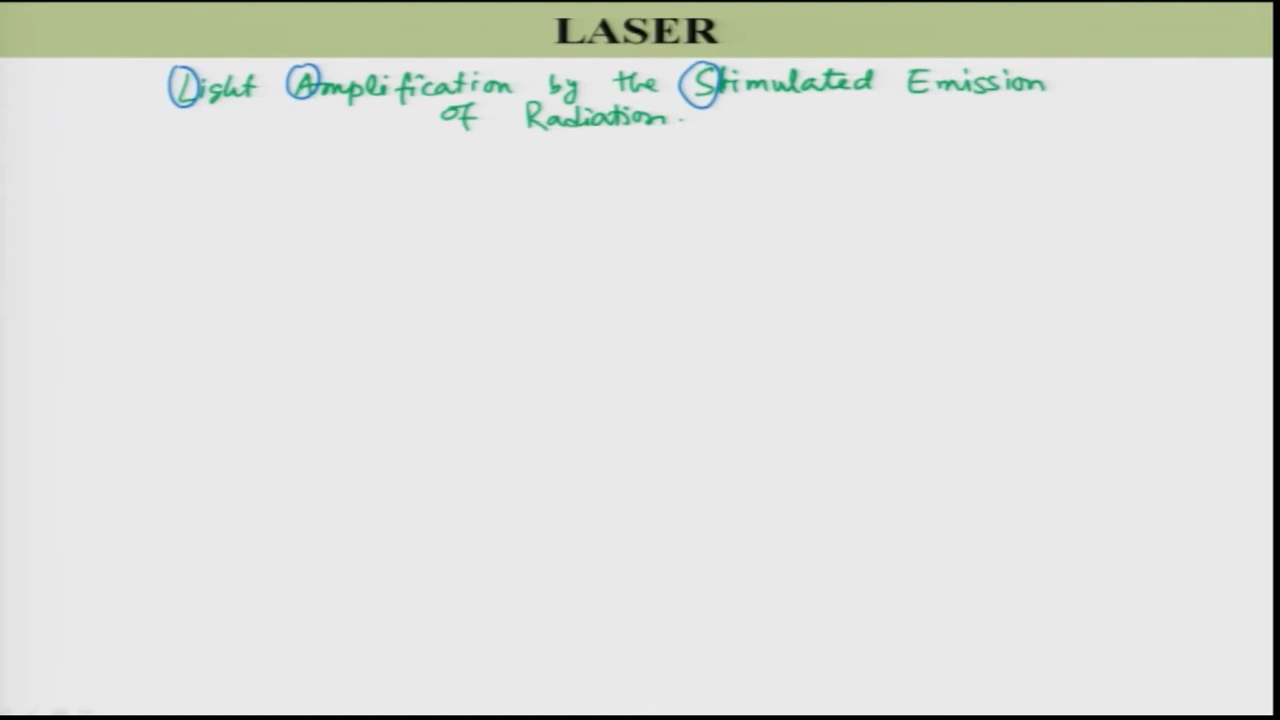 LASER
Light Amplification by the Stimulated Emission
of Radiation.